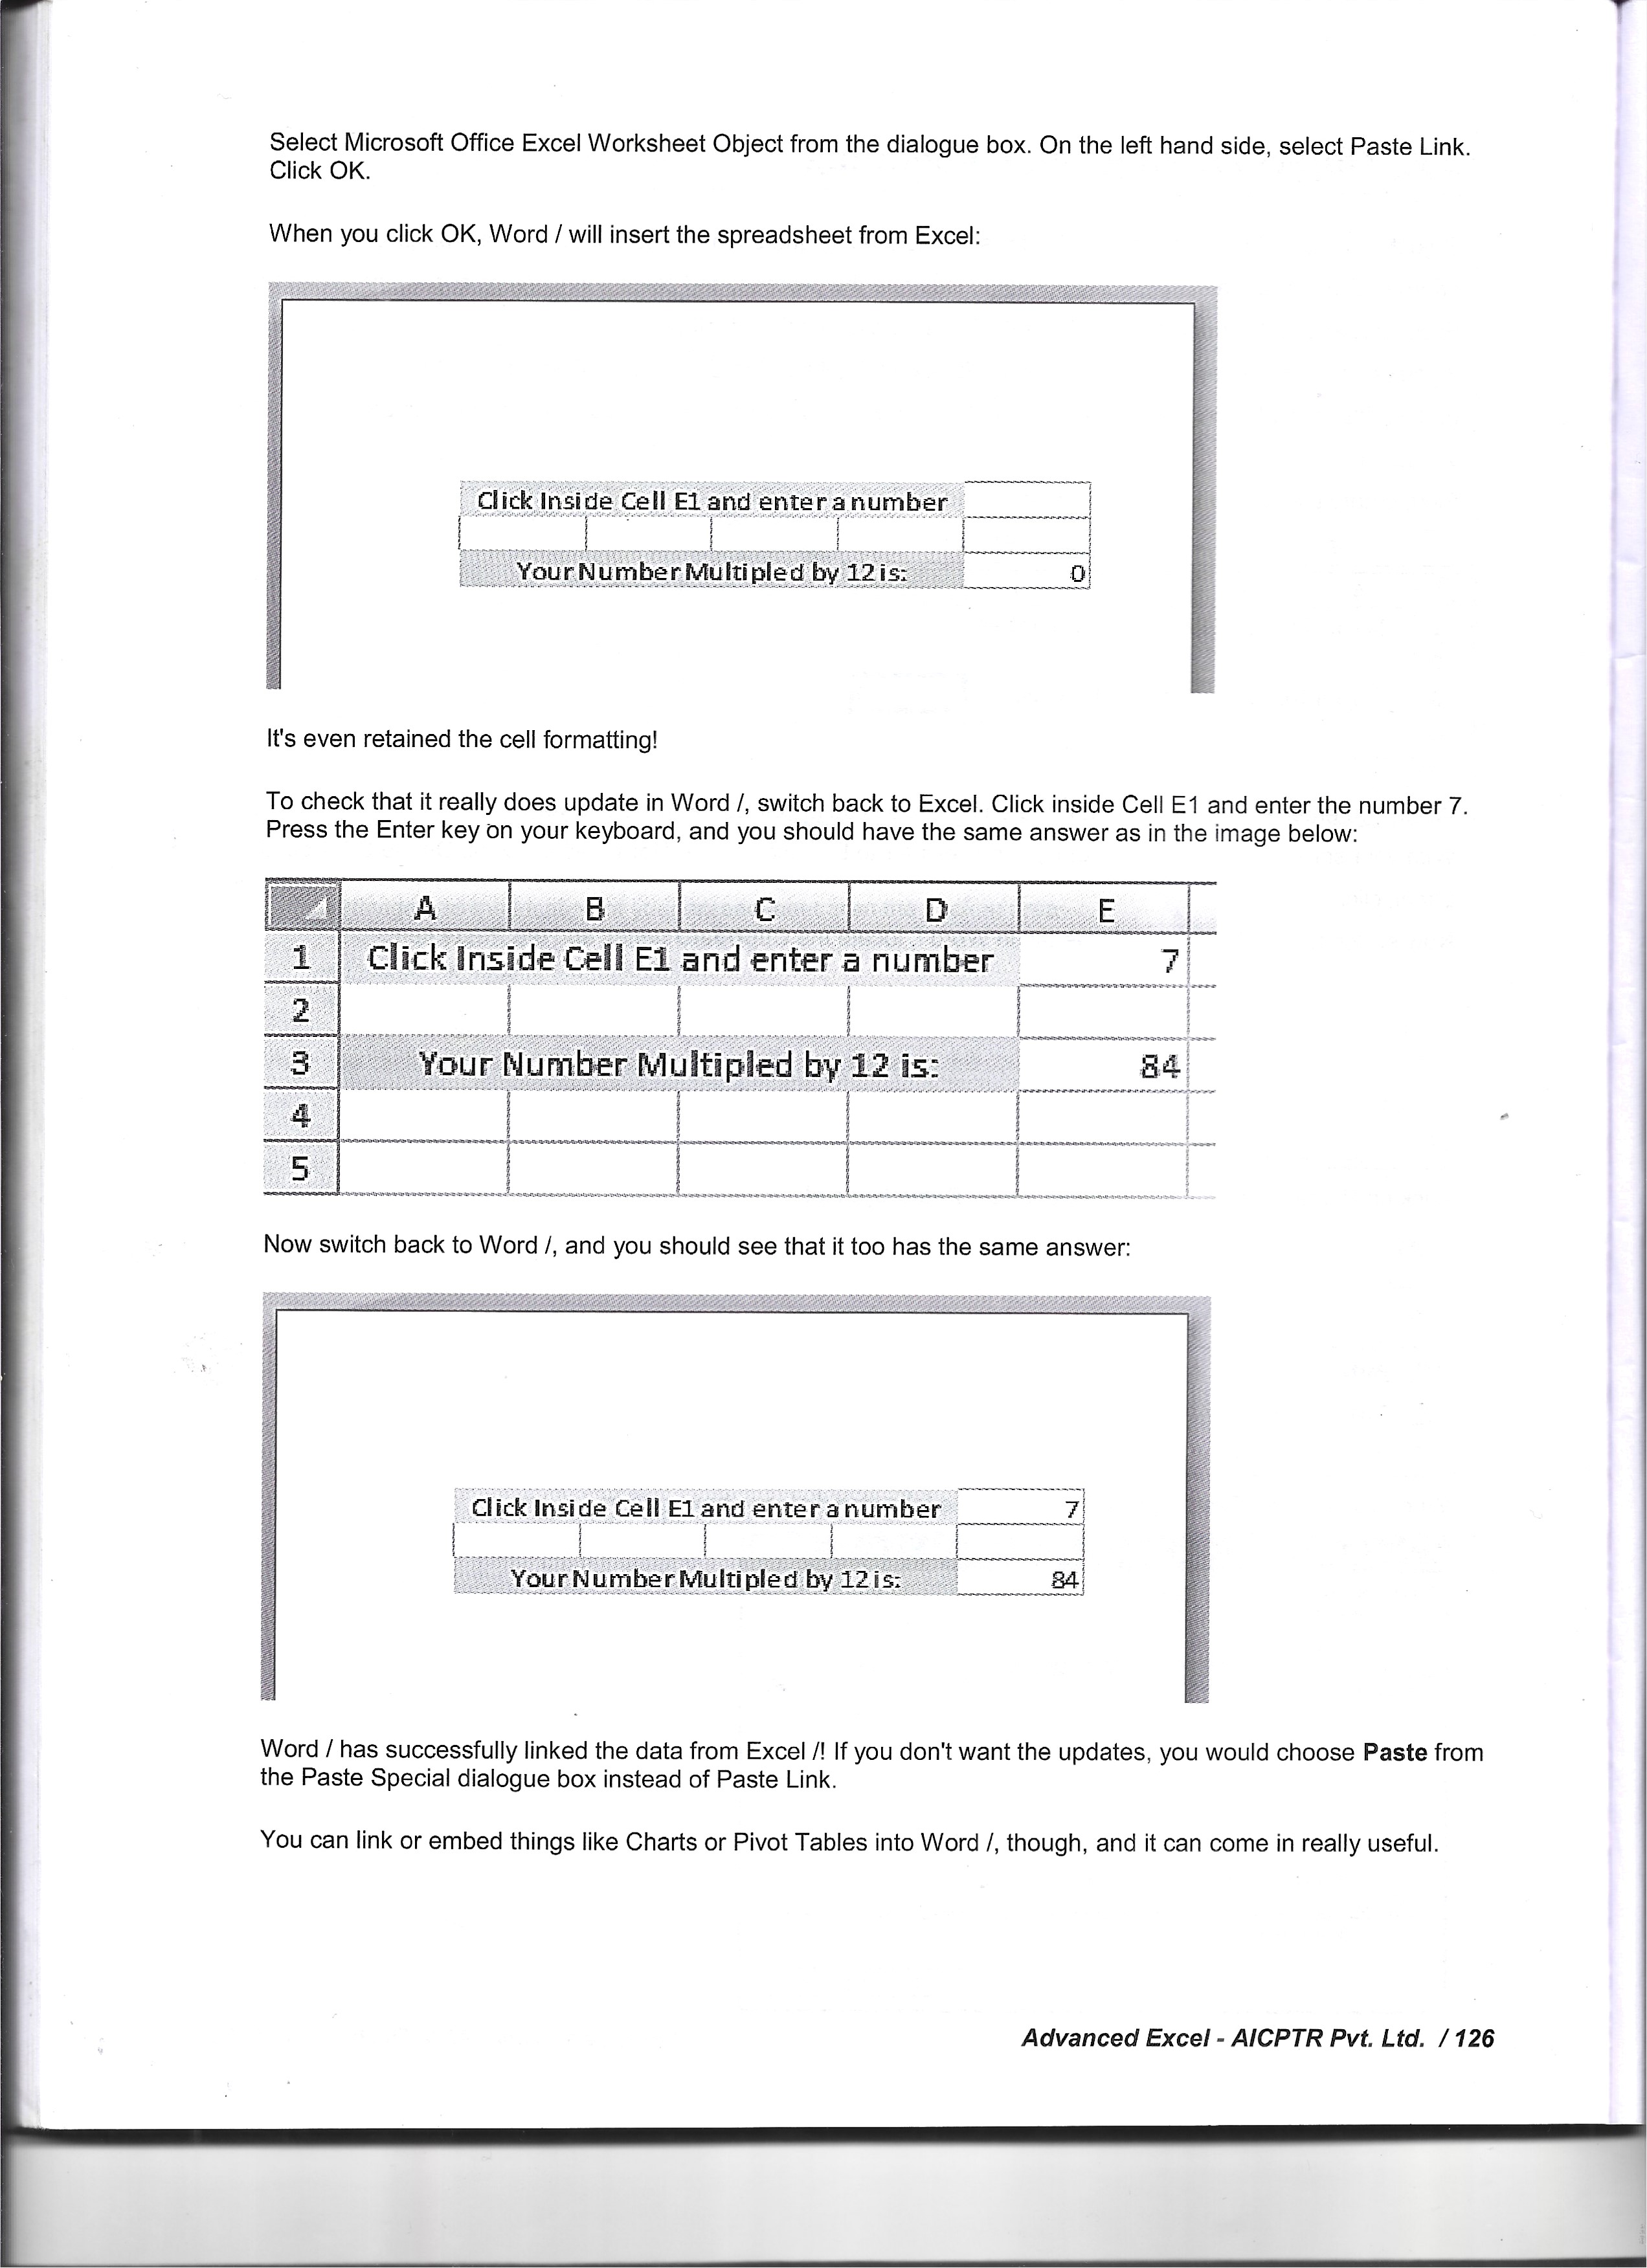 Select Microsoft Office Excel Worksheet Object from the dialogue box. On the left hand side, select Paste Link.
Click OK.
When you click OK, Word / will insert the spreadsheet from Excel:
Click Inside Cell E1 and enter a number
Your Number Multipled by 12 is: 0
It's even retained the cell formatting!
To check that it really does update in Word /, switch back to Excel. Click inside Cell E1 and enter the number 7.
Press the Enter key on your keyboard, and you should have the same answer as in the image below:
A B C D E
1 Click Inside Cell E1 and enter a number 7
2
3 Your Number Multipled by 12 is: 84
4
5
Now switch back to Word /, and you should see that it too has the same answer:
Click Inside Cell E1 and enter a number 7
Your Number Multipled by 12 is: 84
Word / has successfully linked the data from Excel /! If you don't want the updates, you would choose Paste from
the Paste Special dialogue box instead of Paste Link.
You can link or embed things like Charts or Pivot Tables into Word /, though, and it can come in really useful.
Advanced Excel - AICPTR Pvt. Ltd. / 126